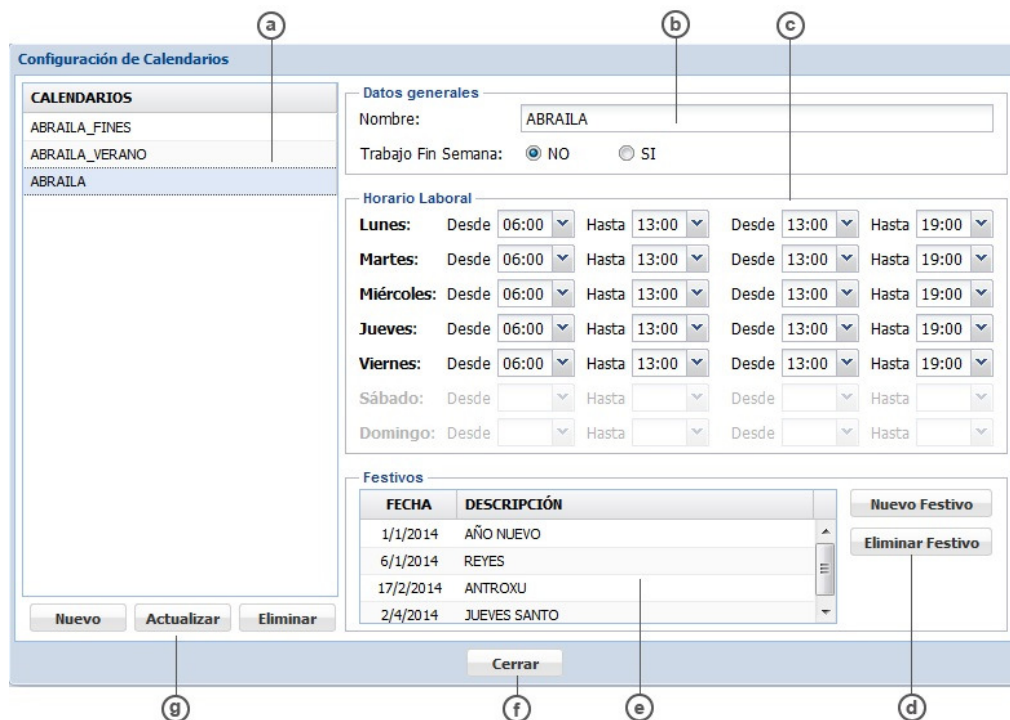 a b c
Configuración de Calendarios
CALENDARIOS
ABRAILA_FINES
ABRAILA_VERANO
ABRAILA
Datos generales
Nombre: ABRAILA
Trabajo Fin Semana: NO SI
Horario Laboral
Lunes: Desde 06:00 Hasta 13:00 Desde 13:00 Hasta 19:00
Martes: Desde 06:00 Hasta 13:00 Desde 13:00 Hasta 19:00
Miércoles: Desde 06:00 Hasta 13:00 Desde 13:00 Hasta 19:00
Jueves: Desde 06:00 Hasta 13:00 Desde 13:00 Hasta 19:00
Viernes: Desde 06:00 Hasta 13:00 Desde 13:00 Hasta 19:00
Sábado: Desde Hasta Desde Hasta
Domingo: Desde Hasta Desde Hasta
Festivos
FECHA DESCRIPCIÓN
1/1/2014 AÑO NUEVO
6/1/2014 REYES
17/2/2014 ANTROXU
2/4/2014 JUEVES SANTO
Nuevo Festivo
Eliminar Festivo
Nuevo Actualizar Eliminar
Cerrar
g f e d